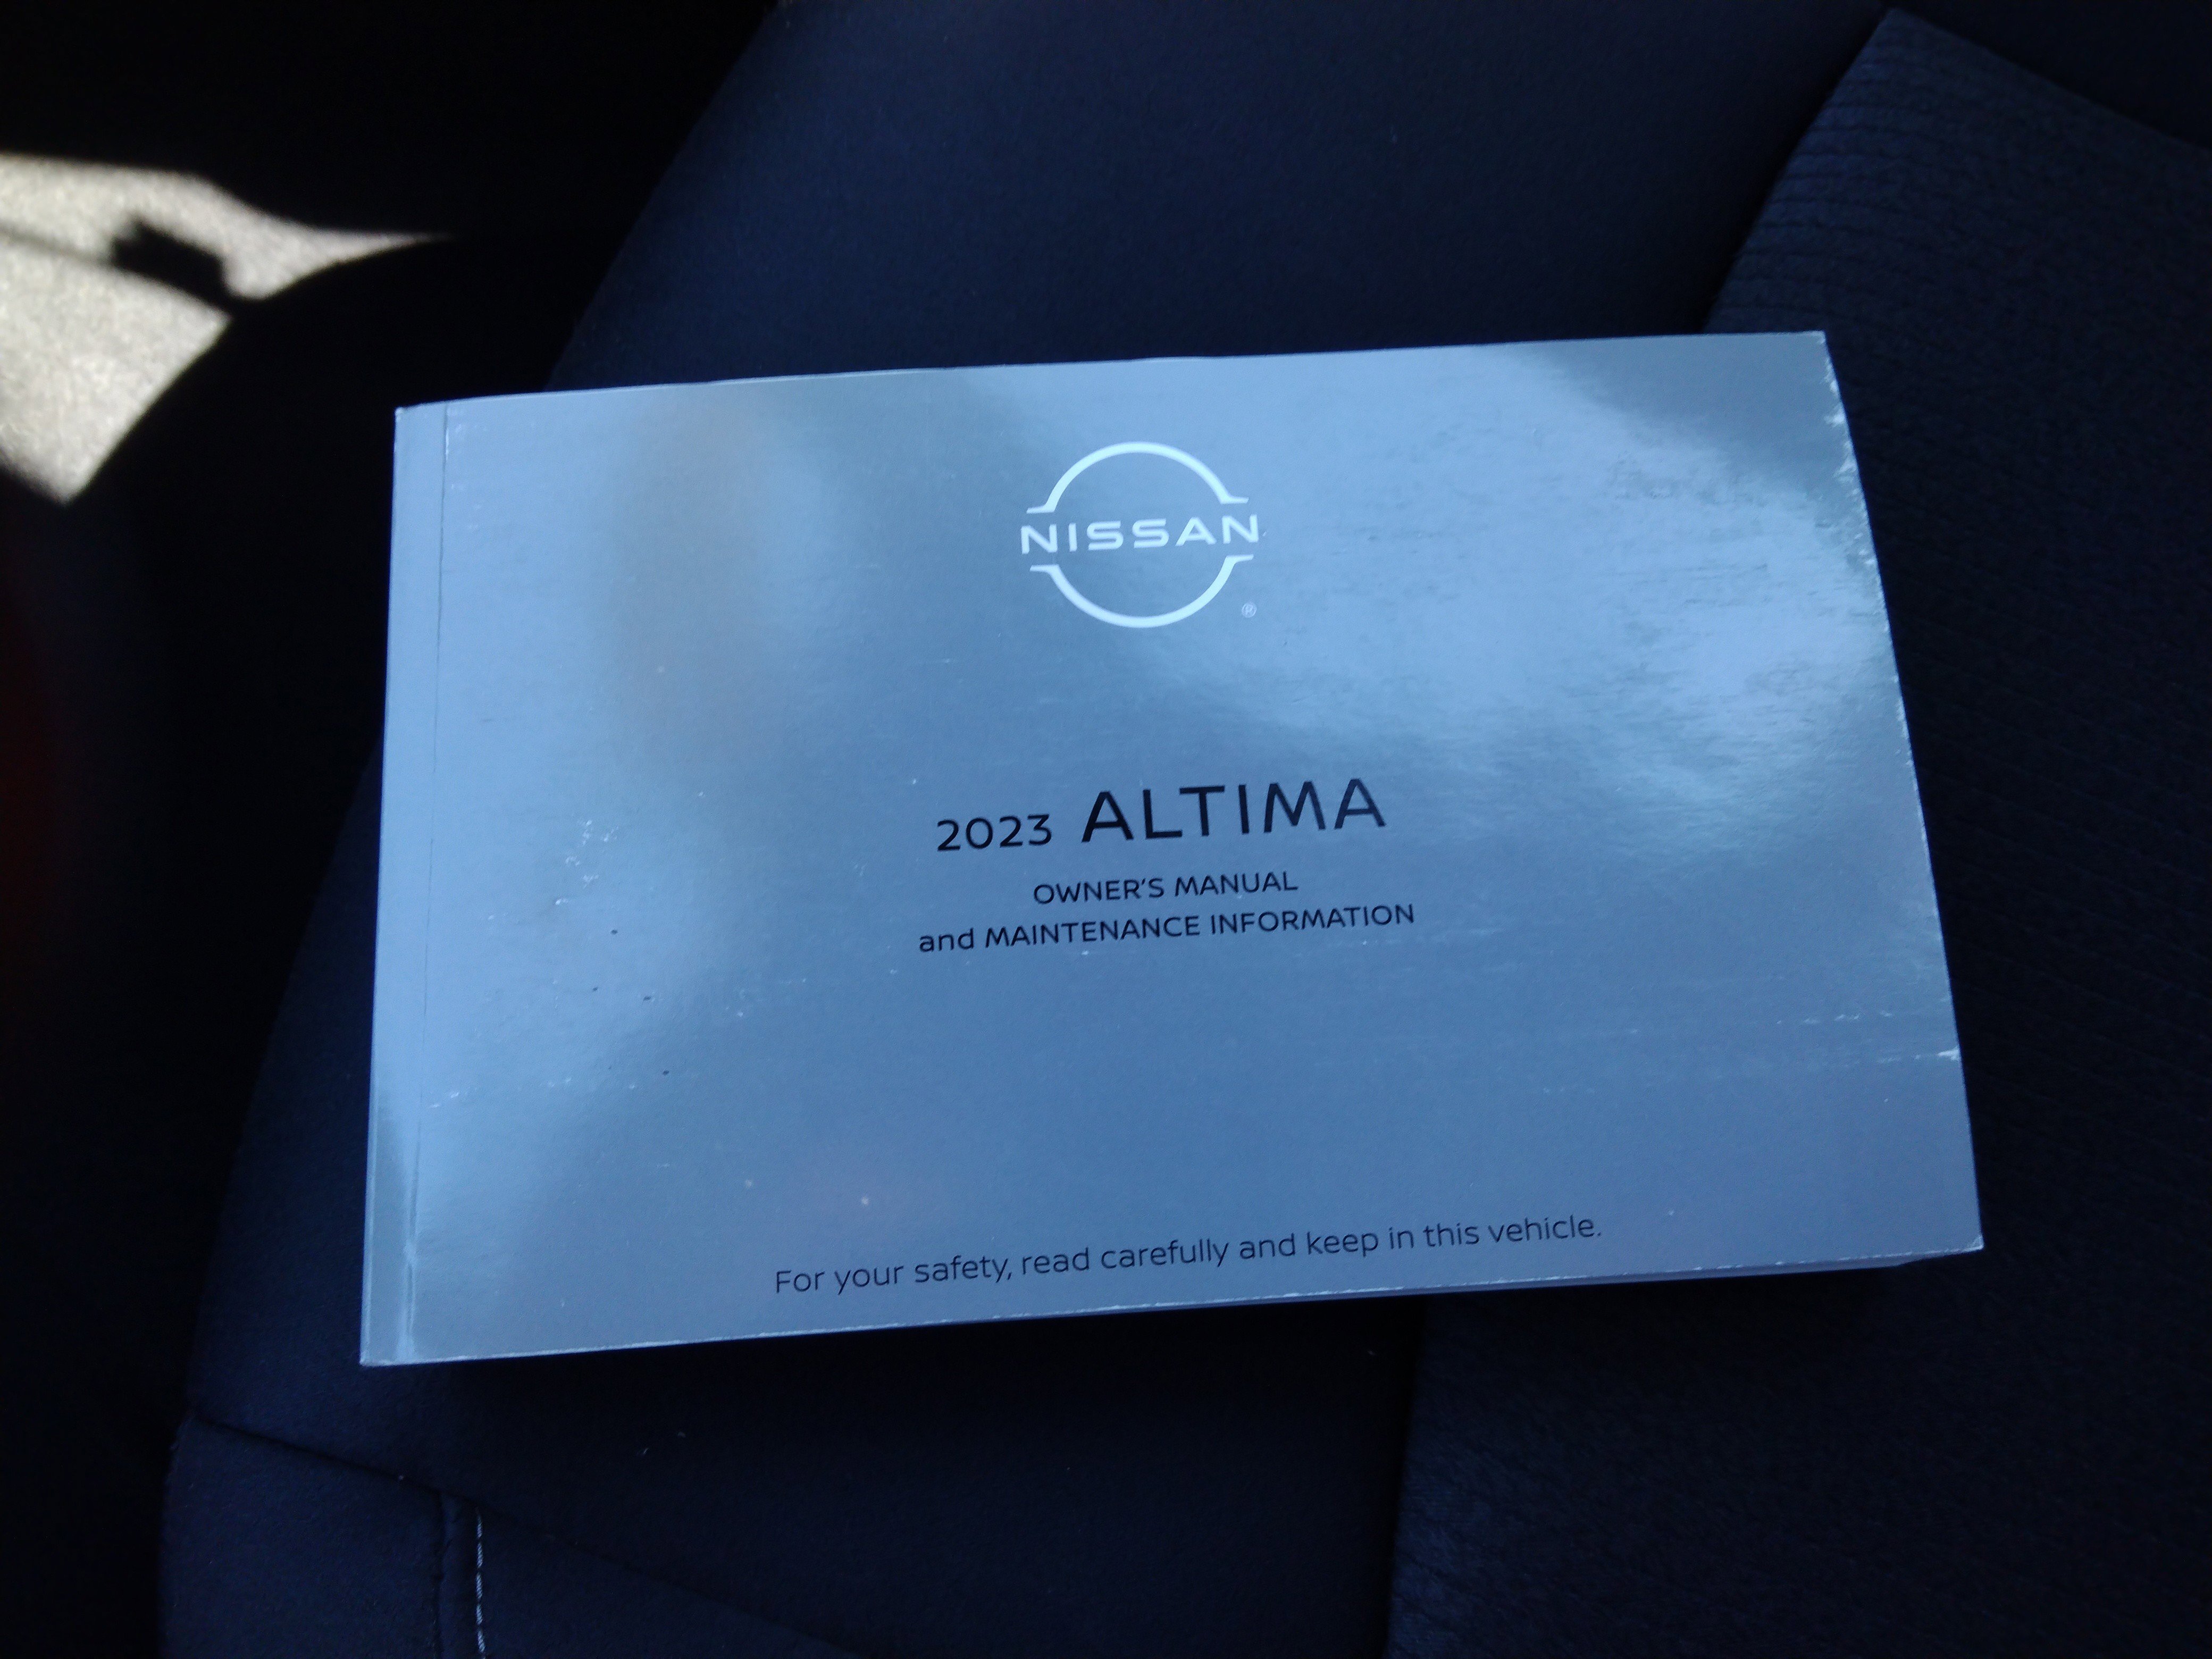 NISSAN
®
2023 ALTIMA
OWNER'S MANUAL
and MAINTENANCE INFORMATION
For your safety, read carefully and keep in this vehicle.